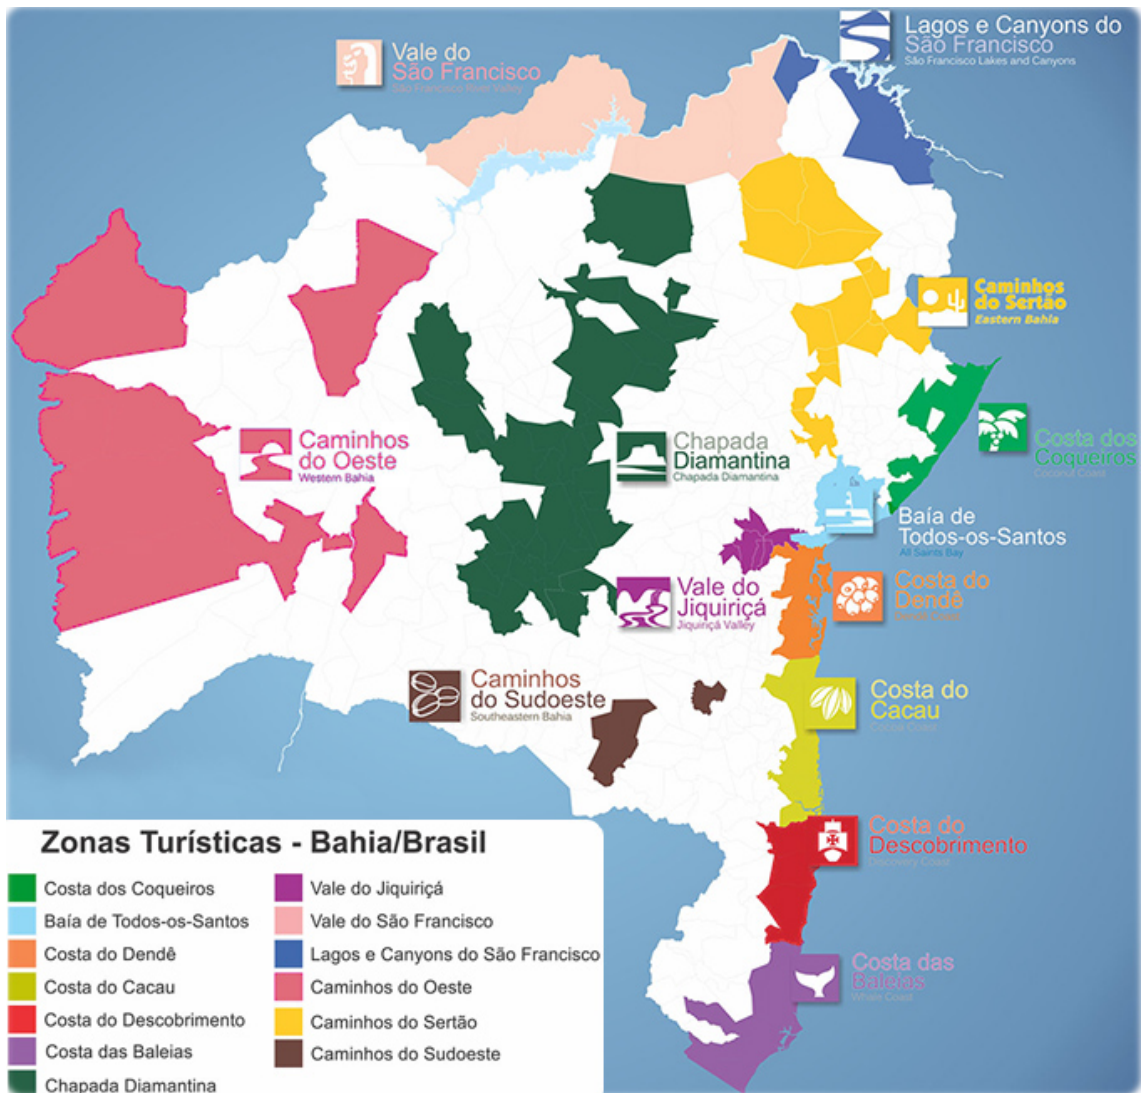 Vale do
São Francisco
São Francisco River Valley
Lagos e Canyons do
São Francisco
São Francisco Lakes and Canyons
Caminhos
do Sertão
Eastern Bahia
Costa dos
Coqueiros
Coconut Coast
Caminhos
do Oeste
Western Bahia
Chapada
Diamantina
Chapada Diamantina
Baía de
Todos-os-Santos
All Saints Bay
Vale do
Jiquiriçá
Jiquiriçá Valley
Costa do
Dendê
Dendê Coast
Caminhos
do Sudoeste
Southeastern Bahia
Costa do
Cacau
Cocoa Coast
Costa do
Descobrimento
Discovery Coast
Costa das
Baleias
Whale Coast
Zonas Turísticas - Bahia/Brasil
Costa dos Coqueiros
Baía de Todos-os-Santos
Costa do Dendê
Costa do Cacau
Costa do Descobrimento
Costa das Baleias
Chapada Diamantina
Vale do Jiquiriçá
Vale do São Francisco
Lagos e Canyons do São Francisco
Caminhos do Oeste
Caminhos do Sertão
Caminhos do Sudoeste